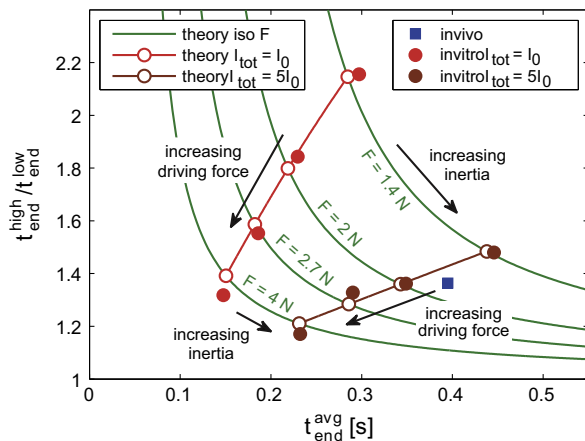 theory iso F
theory I_tot = I_0
theoryI_tot = 5I_0
invivo
invitroI_tot = I_0
invitroI_tot = 5I_0
2.2
2
1.8
1.6
1.4
1.2
1
t_end^high/t_end^low
increasing
driving force
increasing
inertia
F = 1.4 N
F = 2 N
F = 2.7 N
F = 4 N
increasing
inertia
increasing
driving force
0
0.1
0.2
0.3
0.4
0.5
t_end^avg [s]